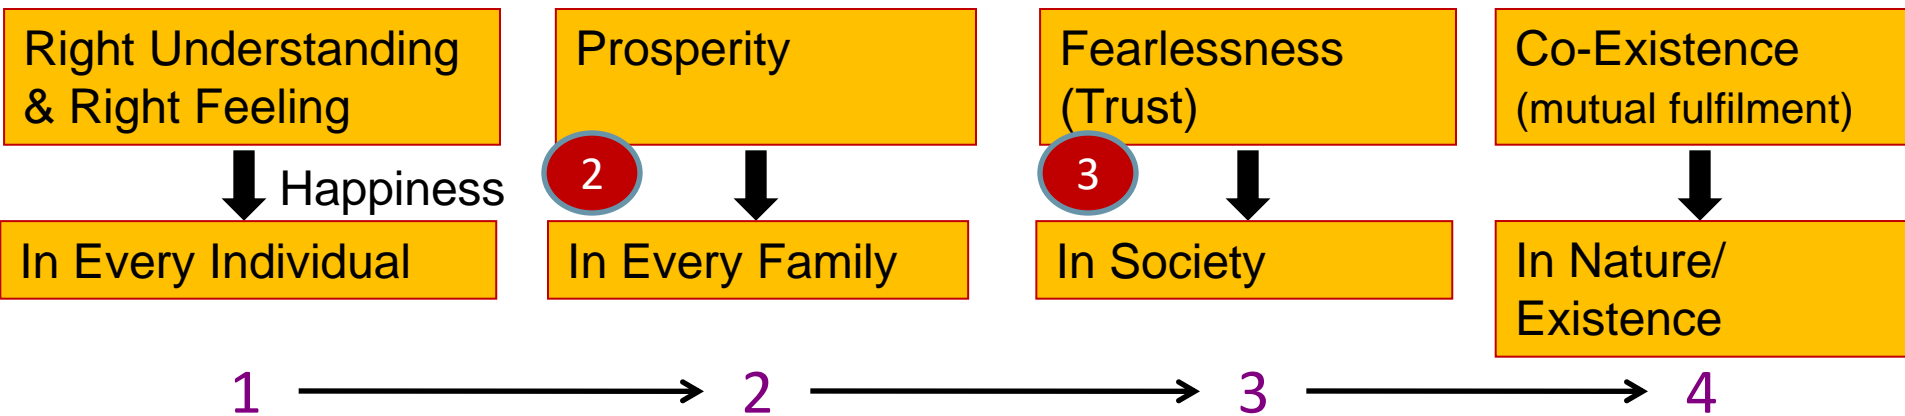 Right Understanding
& Right Feeling
Prosperity
Fearlessness
(Trust)
Co-Existence
(mutual fulfilment)
Happiness
2
3
In Every Individual
In Every Family
In Society
In Nature/
Existence
1
2
3
4